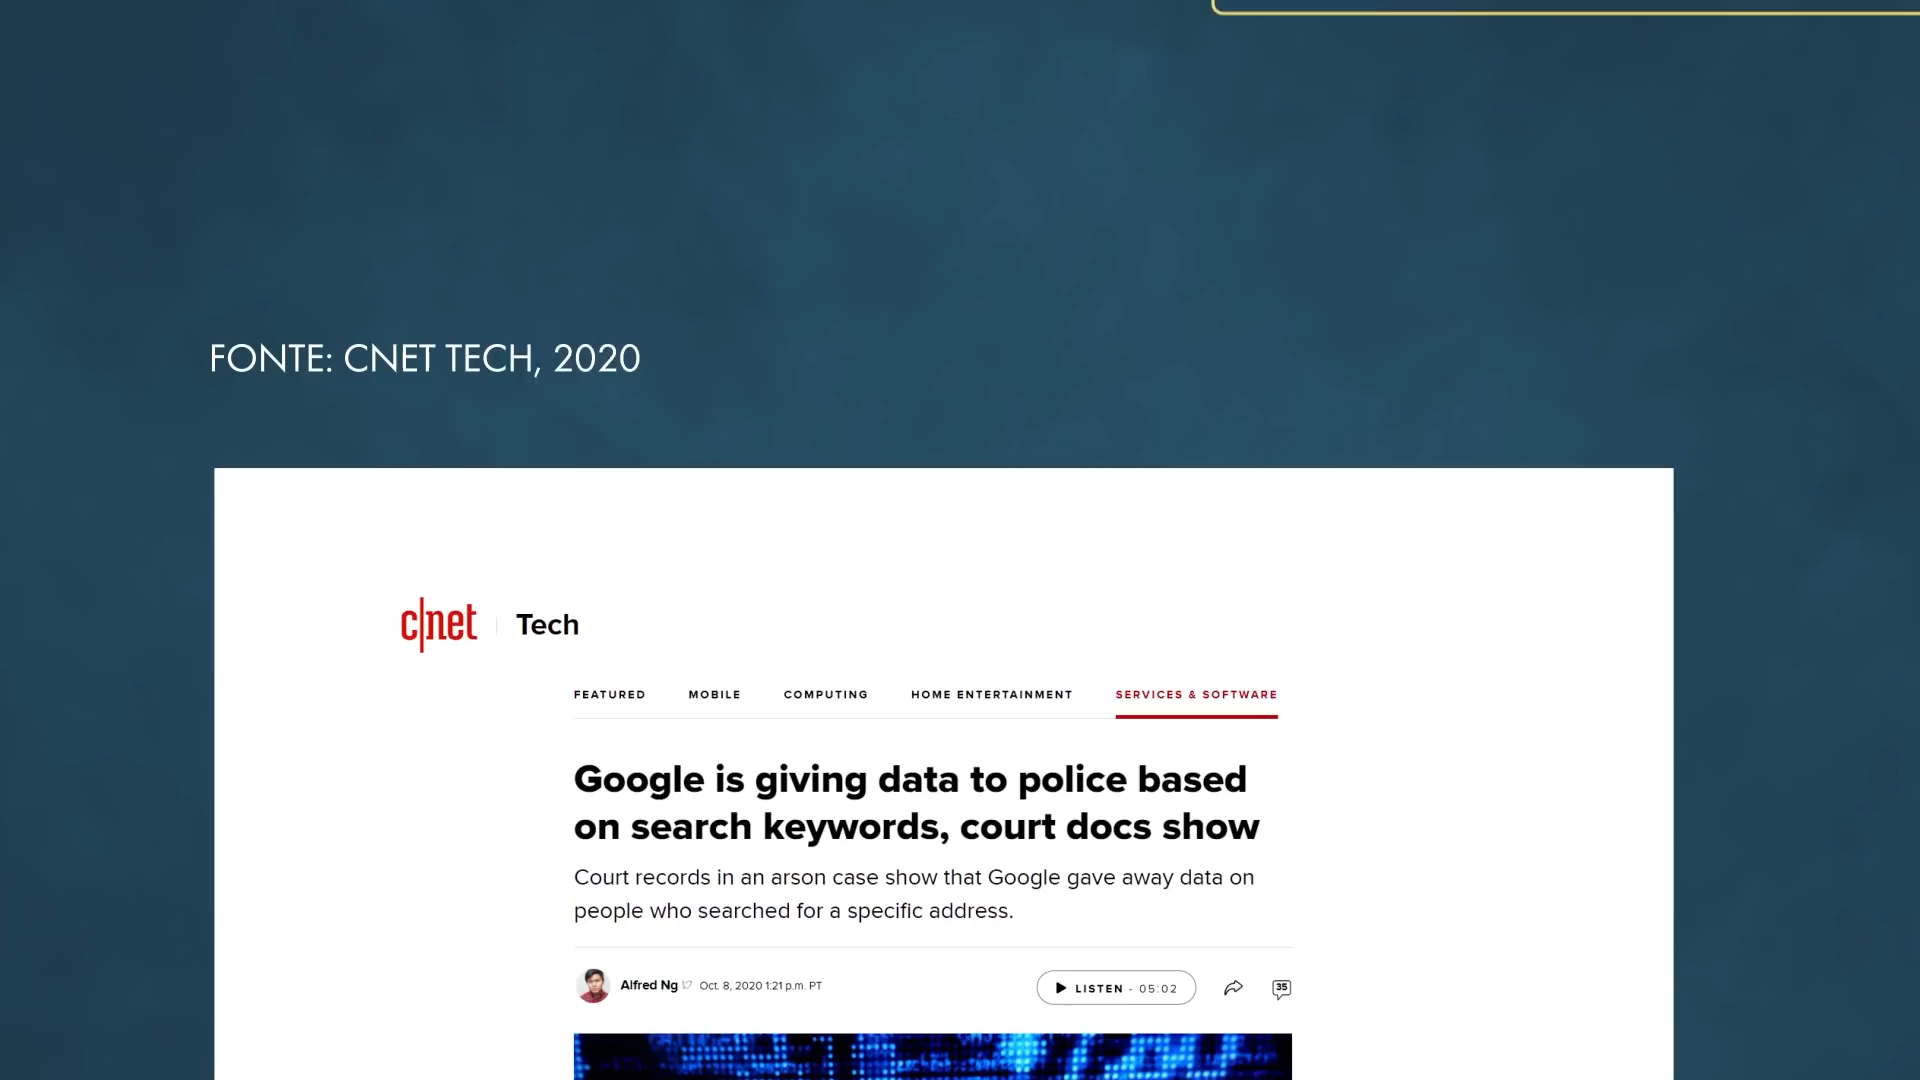 FONTE: CNET TECH, 2020
c|net Tech
FEATURED MOBILE COMPUTING HOME ENTERTAINMENT SERVICES & SOFTWARE
Google is giving data to police based
on search keywords, court docs show
Court records in an arson case show that Google gave away data on
people who searched for a specific address.
Alfred Ng Oct. 8, 2020 1:21 p.m. PT LISTEN - 05:02 35